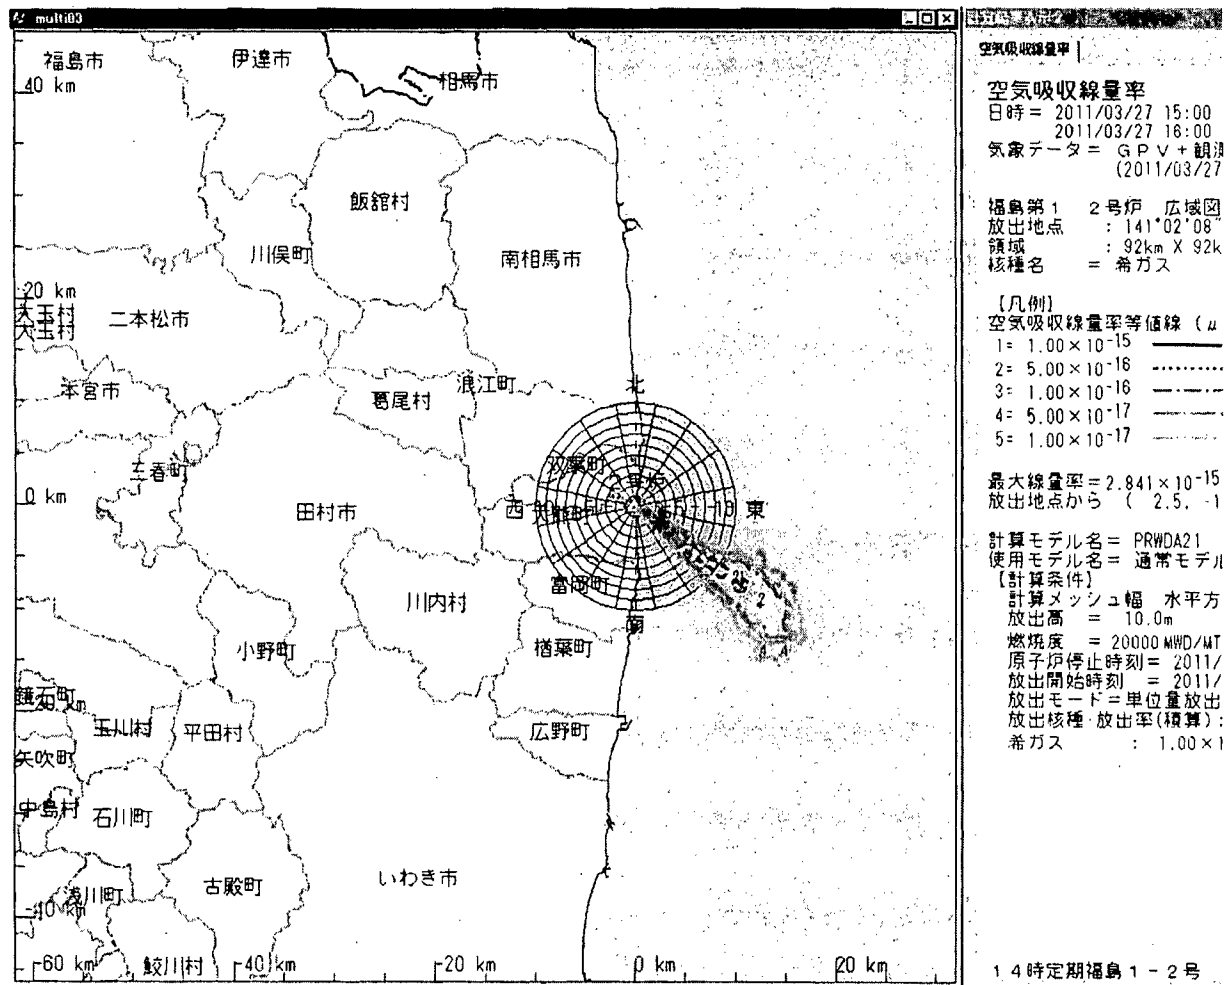 multi03
福島市
伊達市
相馬市
40 km
飯舘村
川俣町
南相馬市
20 km
大玉村
大玉村
二本松市
本宮市
浪江町
北
葛尾村
三春町
双葉町
0 km
田村市
西
東
富岡町
川内村
南
小野町
楢葉町
鏡石町
玉川村
平田村
広野町
矢吹町
中島村
石川町
浅川町
古殿町
いわき市
-40 km
鮫川村
-60 km
-40 km
-20 km
0 km
20 km
空気吸収線量率
空気吸収線量率
日時= 2011/03/27 15:00
2011/03/27 16:00
気象データ= GPV+観測
(2011/03/27
福島第1 2号炉 広域図
放出地点 : 141°02'08"
領域 : 92km X 92k
核種名 = 希ガス
【凡例】
空気吸収線量率等値線 (μ
1= 1.00×10-15
2= 5.00×10-16
3= 1.00×10-16
4= 5.00×10-17
5= 1.00×10-17
最大線量率=2.841×10-15
放出地点から ( 2.5, -1
計算モデル名= PRWDA21
使用モデル名= 通常モデル
【計算条件】
計算メッシュ幅 水平方
放出高 = 10.0m
燃焼度 = 20000MWD/MT
原子炉停止時刻= 2011/
放出開始時刻 = 2011/
放出モード=単位量放出
放出核種・放出率(積算):
希ガス : 1.00×1
14時定期福島1-2号